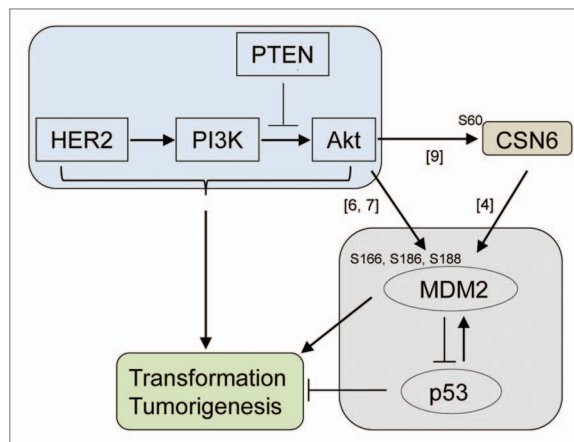 PTEN
HER2
PI3K
Akt
S60
CSN6
[9]
[6, 7]
[4]
S166, S186, S188
MDM2
Transformation
Tumorigenesis
p53